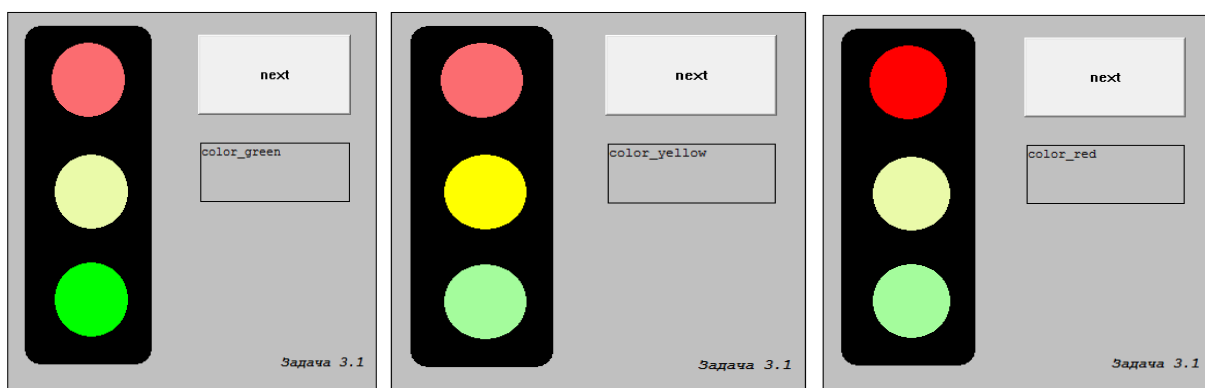 next
color_green
Задача 3.1
next
color_yellow
Задача 3.1
next
color_red
Задача 3.1